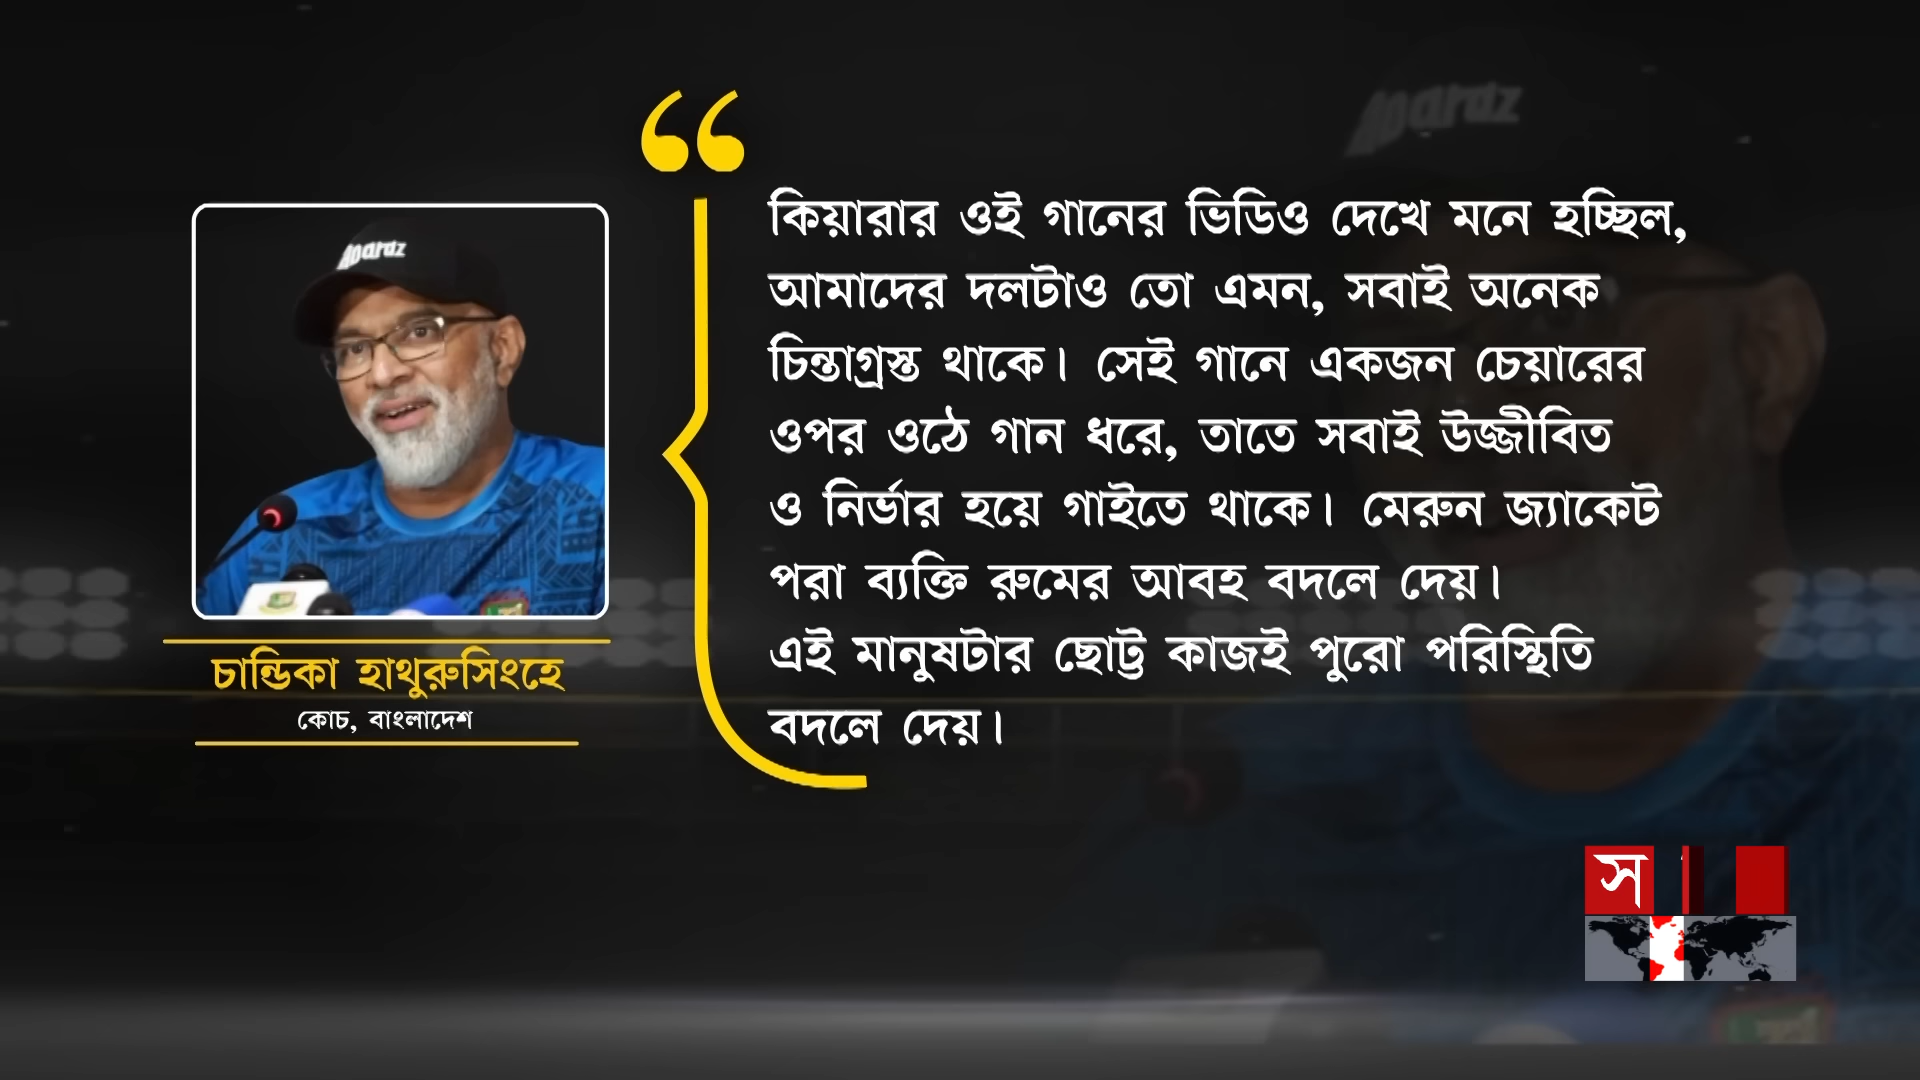 কিয়ারার ওই গানের ভিডিও দেখে মনে হচ্ছিল,
আমাদের দলটাও তো এমন, সবাই অনেক
চিন্তাগ্রস্ত থাকে। সেই গানে একজন চেয়ারের
ওপর ওঠে গান ধরে, তাতে সবাই উজ্জীবিত
ও নির্ভার হয়ে গাইতে থাকে। মেরুন জ্যাকেট
পরা ব্যক্তি রুমের আবহ বদলে দেয়।
এই মানুষটার ছোট্ট কাজই পুরো পরিস্থিতি
বদলে দেয়।
চান্ডিকা হাথুরুসিংহে
কোচ, বাংলাদেশ
স